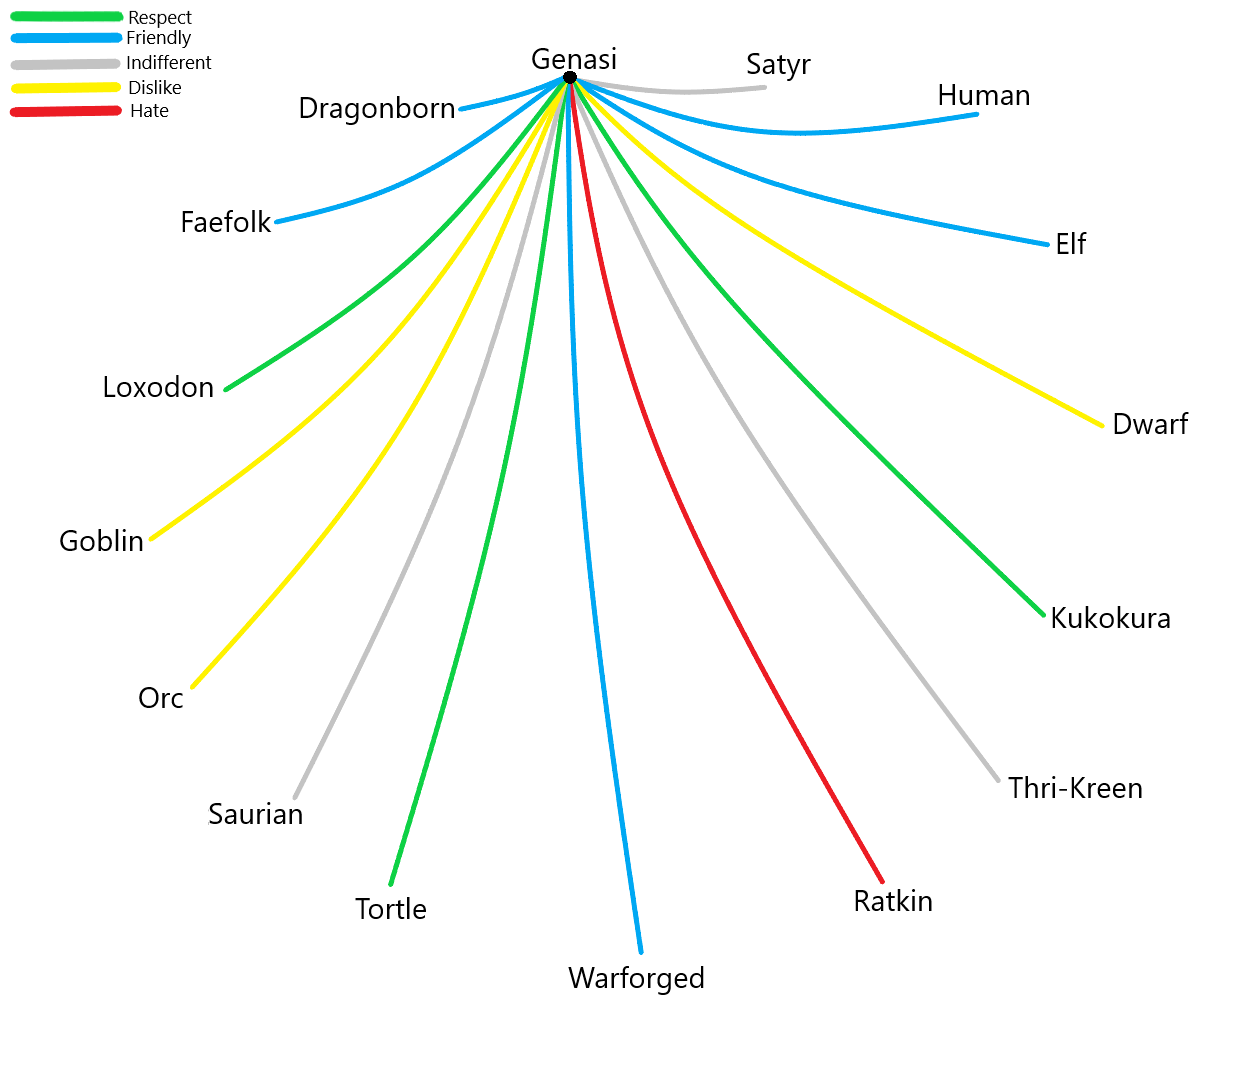 Respect
Friendly
Indifferent
Dislike
Hate
Genasi
Satyr
Human
Dragonborn
Faefolk
Elf
Loxodon
Dwarf
Goblin
Kukokura
Orc
Thri-Kreen
Saurian
Ratkin
Tortle
Warforged